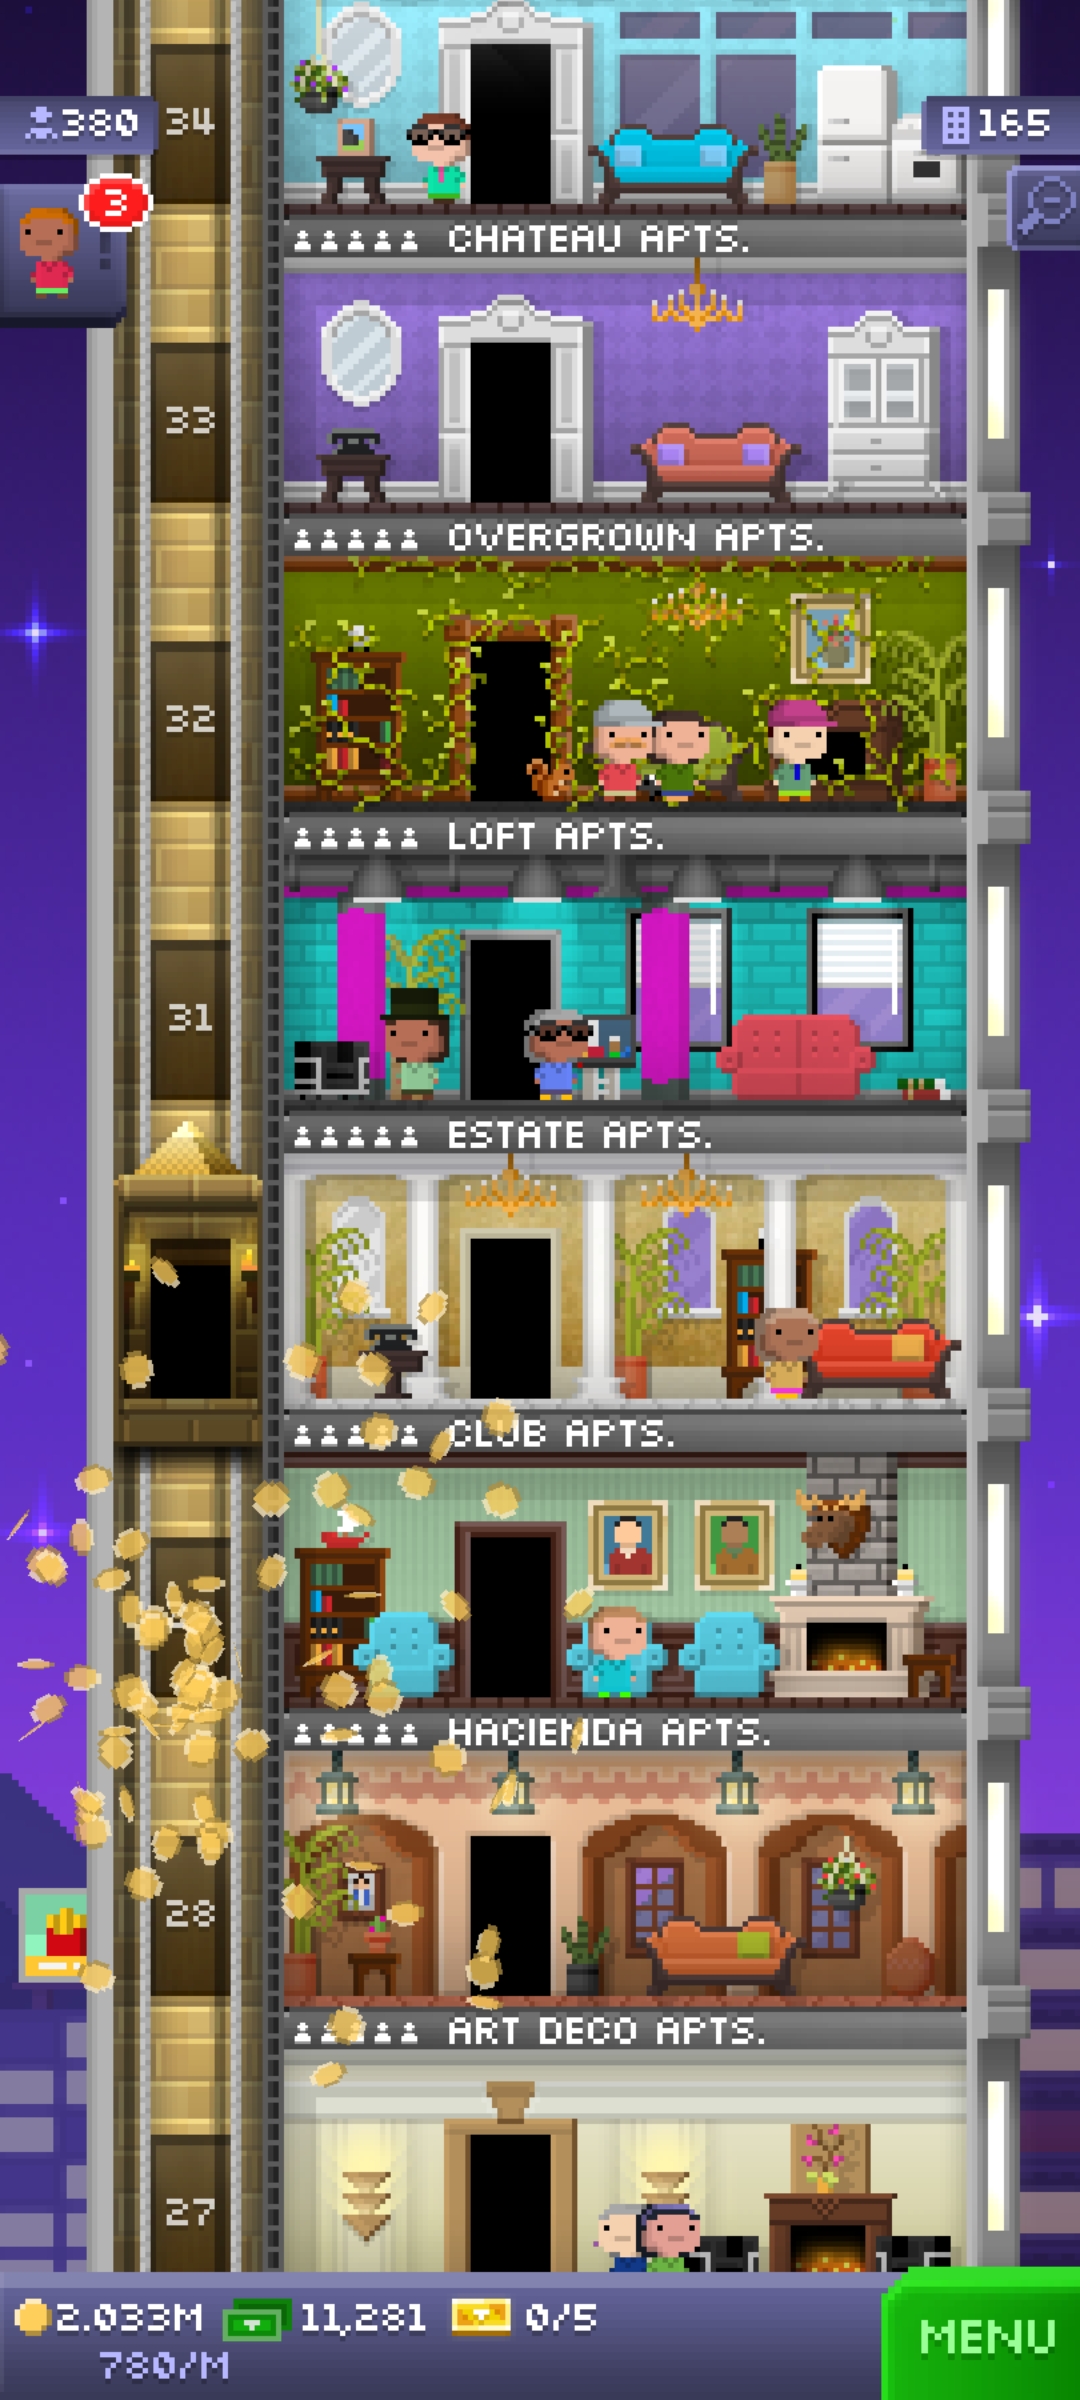 34
380
165
3
CHATEAU APTS.
33
OVERGROWN APTS.
32
LOFT APTS.
31
ESTATE APTS.
CLUB APTS.
HACIENDA APTS.
28
ART DECO APTS.
27
2.033M 11,281 0/5
780/M
MENU